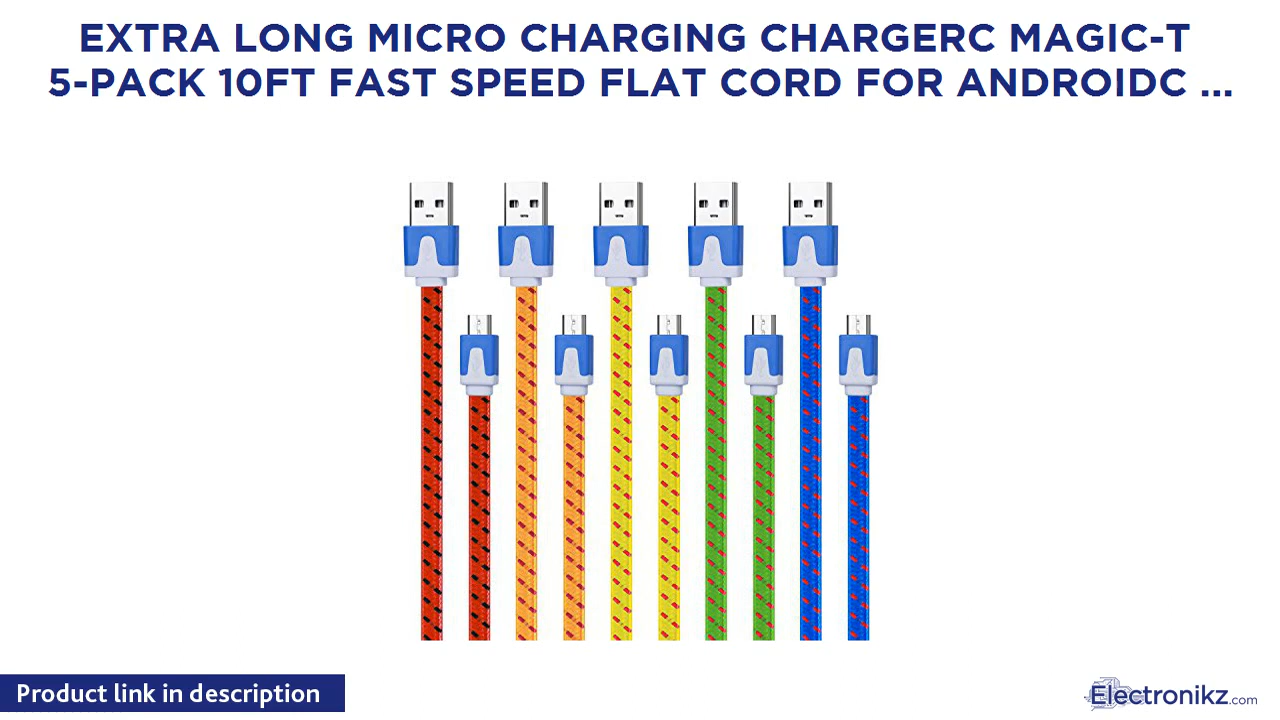 EXTRA LONG MICRO CHARGING CHARGERC MAGIC-T
5-PACK 10FT FAST SPEED FLAT CORD FOR ANDROIDC ...
Product link in description
Electronikz.com